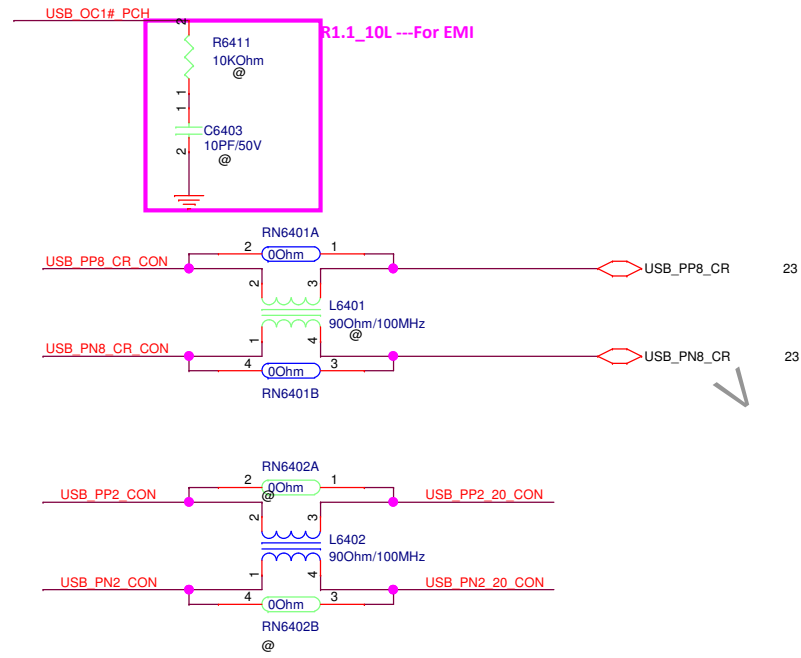 USB_OC1#_PCH
R1.1_10L ---For EMI
2
R6411
10KOhm
@
1
1
C6403
10PF/50V
2
@
RN6401A
2 0Ohm 1
USB_PP8_CR_CON
USB_PP8_CR 23
2 3
L6401
90Ohm/100MHz
@
1 4
USB_PN8_CR_CON
USB_PN8_CR 23
4 0Ohm 3
RN6401B
V
RN6402A
2 0Ohm 1
@
USB_PP2_CON
USB_PP2_20_CON
2 3
L6402
90Ohm/100MHz
1 4
USB_PN2_CON
USB_PN2_20_CON
4 0Ohm 3
RN6402B
@